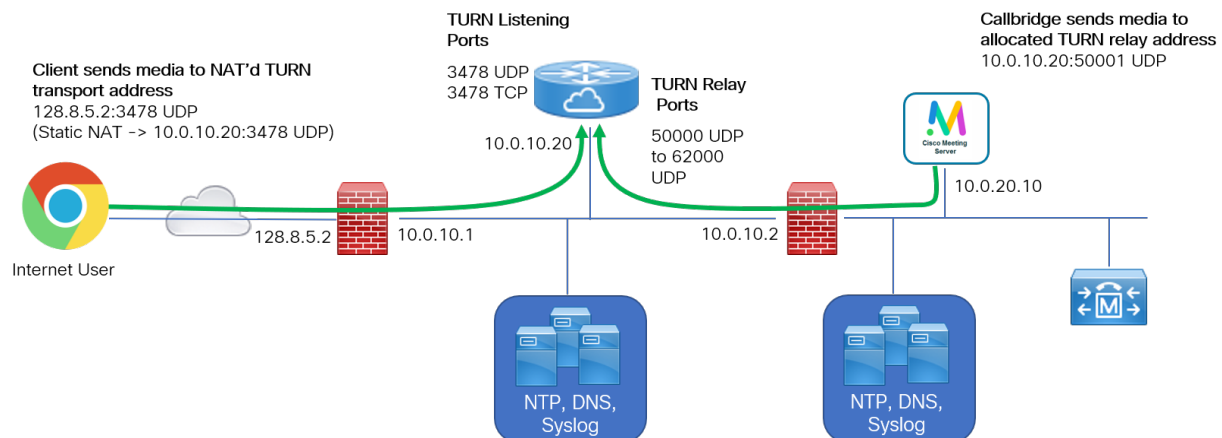 TURN Listening
Ports
3478 UDP
3478 TCP
Callbridge sends media to
allocated TURN relay address
10.0.10.20:50001 UDP
Client sends media to NAT'd TURN
transport address
128.8.5.2:3478 UDP
(Static NAT -> 10.0.10.20:3478 UDP)
TURN Relay
Ports
50000 UDP
to 62000
UDP
10.0.10.20
Cisco Meeting
Server
10.0.20.10
128.8.5.2
10.0.10.1
10.0.10.2
Internet User
M
NTP, DNS,
Syslog
NTP, DNS,
Syslog